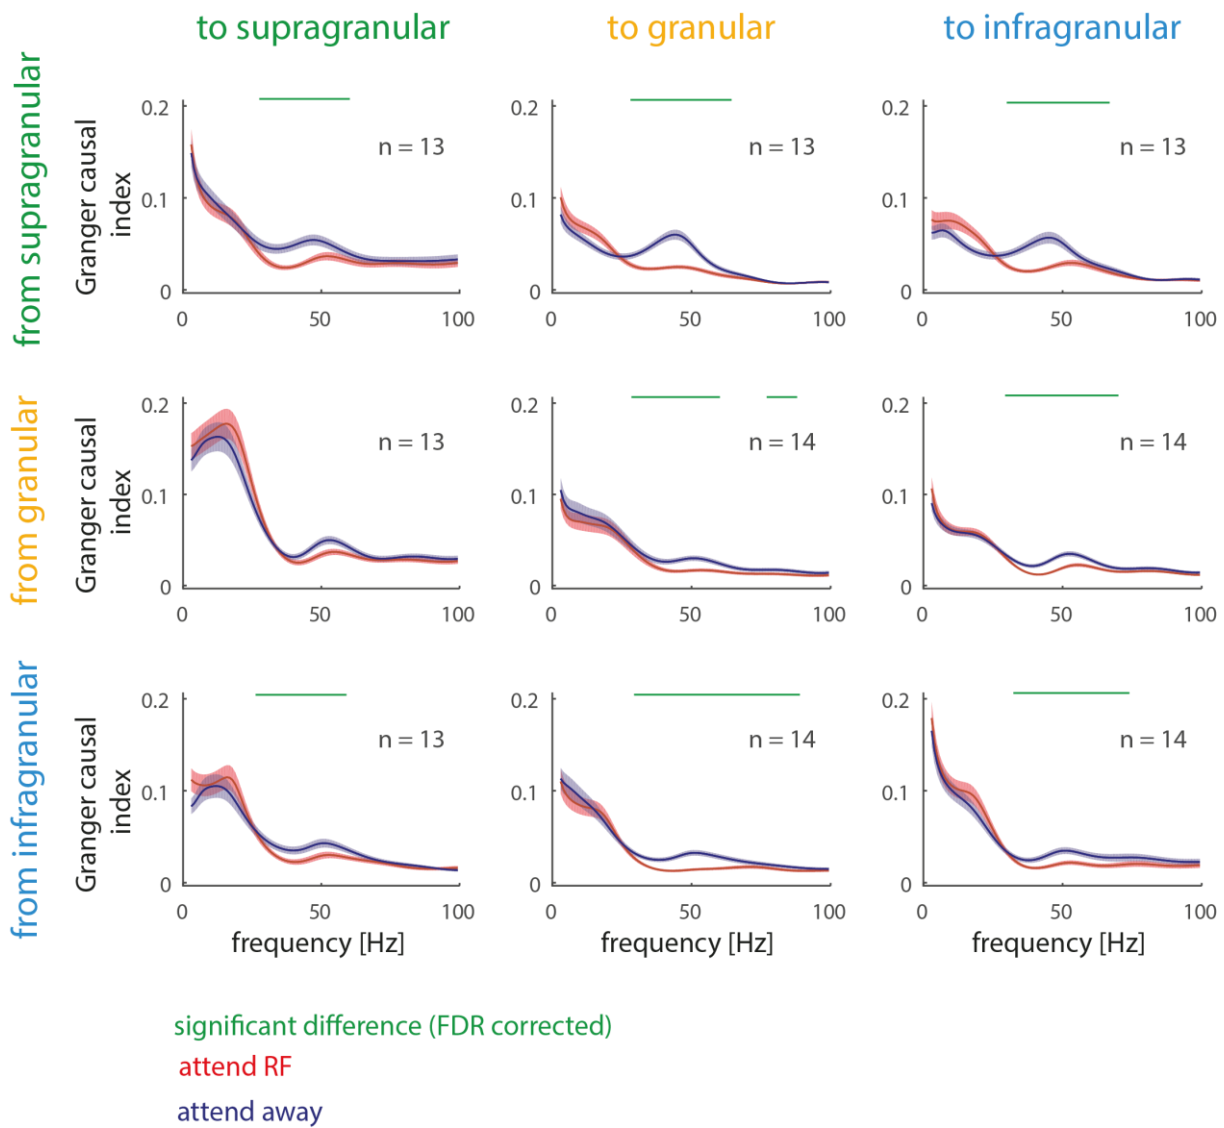 to supragranular
to granular
to infragranular
from supragranular
Granger causal
index
0.2
0.1
0
n = 13
0
50
100
0.2
0.1
0
n = 13
0
50
100
0.2
0.1
0
n = 13
0
50
100
from granular
Granger causal
index
0.2
0.1
0
n = 13
0
50
100
0.2
0.1
0
n = 14
0
50
100
0.2
0.1
0
n = 14
0
50
100
from infragranular
Granger causal
index
0.2
0.1
0
n = 13
0
50
100
frequency [Hz]
0.2
0.1
0
n = 14
0
50
100
frequency [Hz]
0.2
0.1
0
n = 14
0
50
100
frequency [Hz]
significant difference (FDR corrected)
attend RF
attend away